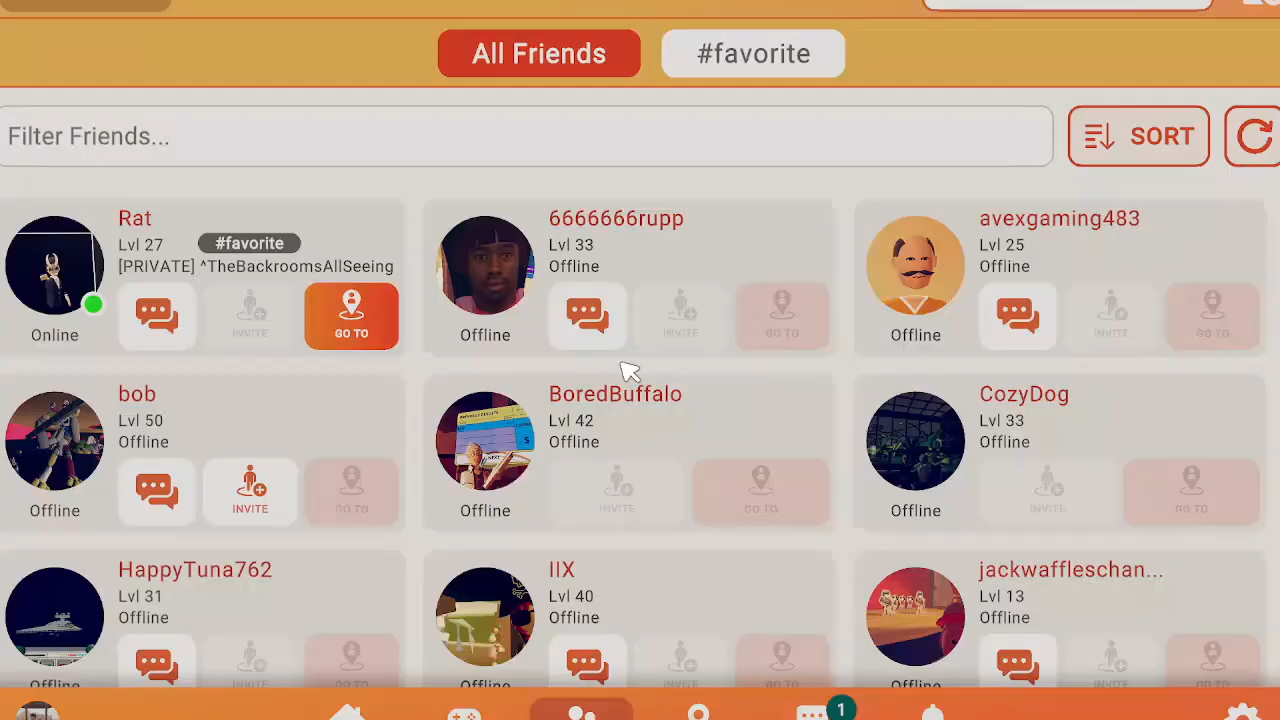 All Friends
#favorite
Filter Friends...
SORT
Rat
Lvl 27
#favorite
[PRIVATE] ^TheBackroomsAllSeeing
Online
INVITE
GO TO
6666666rupp
Lvl 33
Offline
Offline
INVITE
GO TO
avexgaming483
Lvl 25
Offline
Offline
INVITE
GO TO
bob
Lvl 50
Offline
Offline
INVITE
GO TO
BoredBuffalo
Lvl 42
Offline
Offline
INVITE
GO TO
CozyDog
Lvl 33
Offline
Offline
INVITE
GO TO
HappyTuna762
Lvl 31
Offline
Offline
INVITE
GO TO
IIX
Lvl 40
Offline
Offline
INVITE
GO TO
jackwaffleschan...
Lvl 13
Offline
Offline
INVITE
GO TO
1